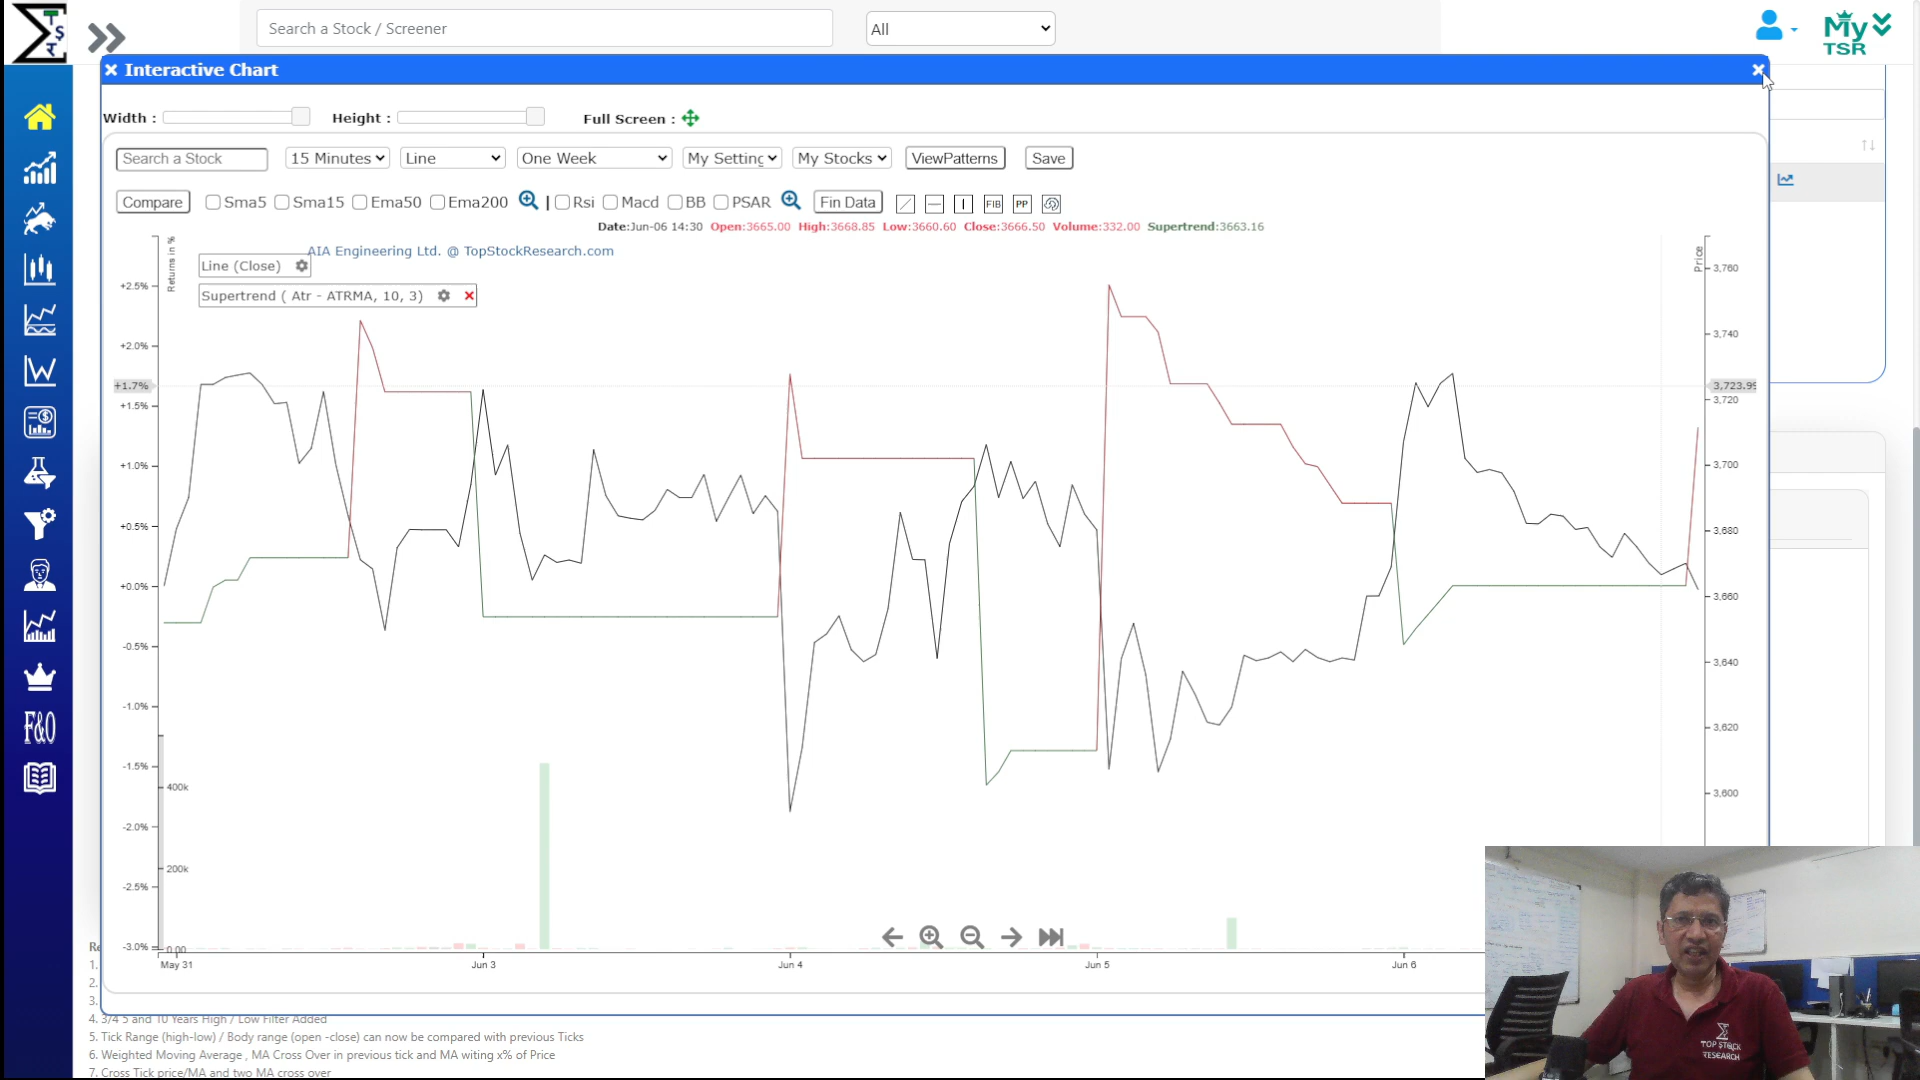 T
$
₹
Search a Stock / Screener
All
My
TSR
Interactive Chart
Width :
Height :
Full Screen :
Search a Stock
15 Minutes
Line
One Week
My Setting
My Stocks
ViewPatterns
Save
Compare
Sma5
Sma15
Ema50
Ema200
|
Rsi
Macd
BB
PSAR
Fin Data
FIB
PP
Date:Jun-06 14:30 Open:3665.00 High:3668.85 Low:3660.60 Close:3666.50 Volume:332.00 Supertrend:3663.16
AIA Engineering Ltd. @ TopStockResearch.com
Line (Close)
Supertrend ( Atr - ATRMA, 10, 3)
Returns in %
+2.5%
+2.0%
+1.7%
+1.5%
+1.0%
+0.5%
+0.0%
-0.5%
-1.0%
-1.5%
-2.0%
-2.5%
-3.0%
400k
200k
0.00
Price
3,760
3,740
3,723.99
3,720
3,700
3,680
3,660
3,640
3,620
3,600
May 31
Jun 3
Jun 4
Jun 5
Jun 6
F&O
Re
1.
2.
3.
4. 3/4 5 and 10 Years High / Low Filter Added
5. Tick Range (high-low) / Body range (open -close) can now be compared with previous Ticks
6. Weighted Moving Average , MA Cross Over in previous tick and MA witing x% of Price
7. Cross Tick price/MA and two MA cross over
TOP STOCK
RESEARCH